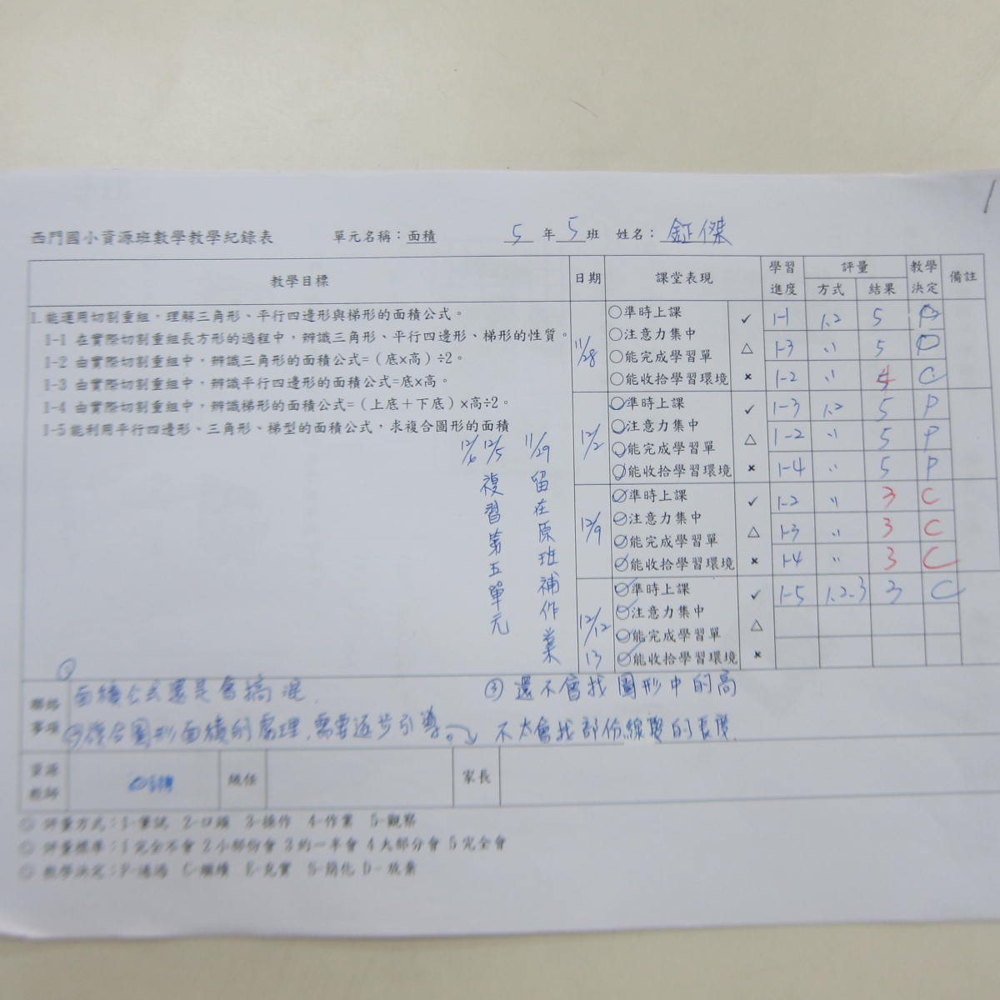 西門國小資源班數學教學紀錄表 單元名稱：面積 5 年 5 班 姓名：鉦傑
教學目標 日期 課堂表現 學習進度 評量 方式 結果 教學決定 備註
1.能運用切割重組，理解三角形、平行四邊形與梯形的面積公式。
1-1 在實際切割重組長方形的過程中，辨識三角形、平行四邊形、梯形的性質。
1-2 由實際切割重組中，辨識三角形的面積公式=（底×高）÷2。
1-3 由實際切割重組中，辨識平行四邊形的面積公式=底×高。
1-4 由實際切割重組中，辨識梯形的面積公式=（上底＋下底）×高÷2。
1-5能利用平行四邊形、三角形、梯型的面積公式，求複合圖形的面積
11/29 留在原班補作業
12/5 複習第五單元
12/6
11/28
○準時上課 ✓ 1-1 1.2 5 P
○注意力集中 △ 1-3 〃 5 P
○能完成學習單
○能收拾學習環境 × 1-2 〃 4 C
12/2
○準時上課 ✓ 1-3 1.2 5 P
○注意力集中 △ 1-2 〃 5 P
○能完成學習單
○能收拾學習環境 × 1-4 〃 5 P
12/9
○準時上課 ✓ 1-2 〃 3 C
○注意力集中 △ 1-3 〃 3 C
○能完成學習單
○能收拾學習環境 × 1-4 〃 3 C
12/12 13
○準時上課 ✓ 1-5 1.2.3 3 C
○注意力集中 △
○能完成學習單
○能收拾學習環境 ×
聯絡事項 ① 面積公式還是會搞混. ③ 還不會找圖形中的高
②複合圖形面積的處理,需要逐步引導。 不太會找部份線段的長度.
資源教師 級任 家長
◎ 評量方式：1-筆試 2-口頭 3-操作 4-作業 5-觀察
◎ 評量標準：1 完全不會 2 小部份會 3 約一半會 4 大部分會 5 完全會
◎ 教學決定：P-通過 C-繼續 E-充實 S-簡化 D-放棄